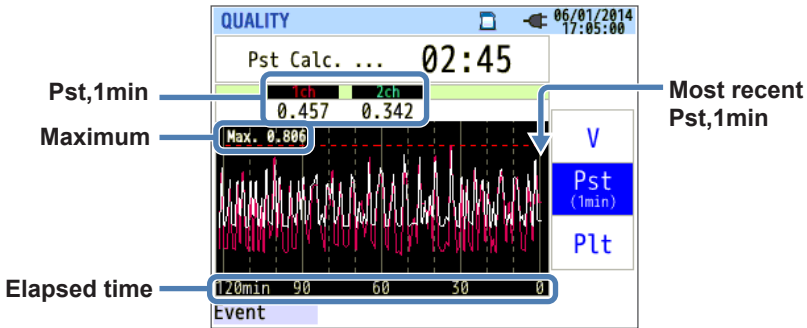 QUALITY
06/01/2014
17:05:00
Pst Calc. ... 02:45
Pst,1min
1ch 2ch
0.457 0.342
Most recent
Pst,1min
Maximum
Max. 0.806
V
Pst
(1min)
Plt
Elapsed time
120min 90 60 30 0
Event